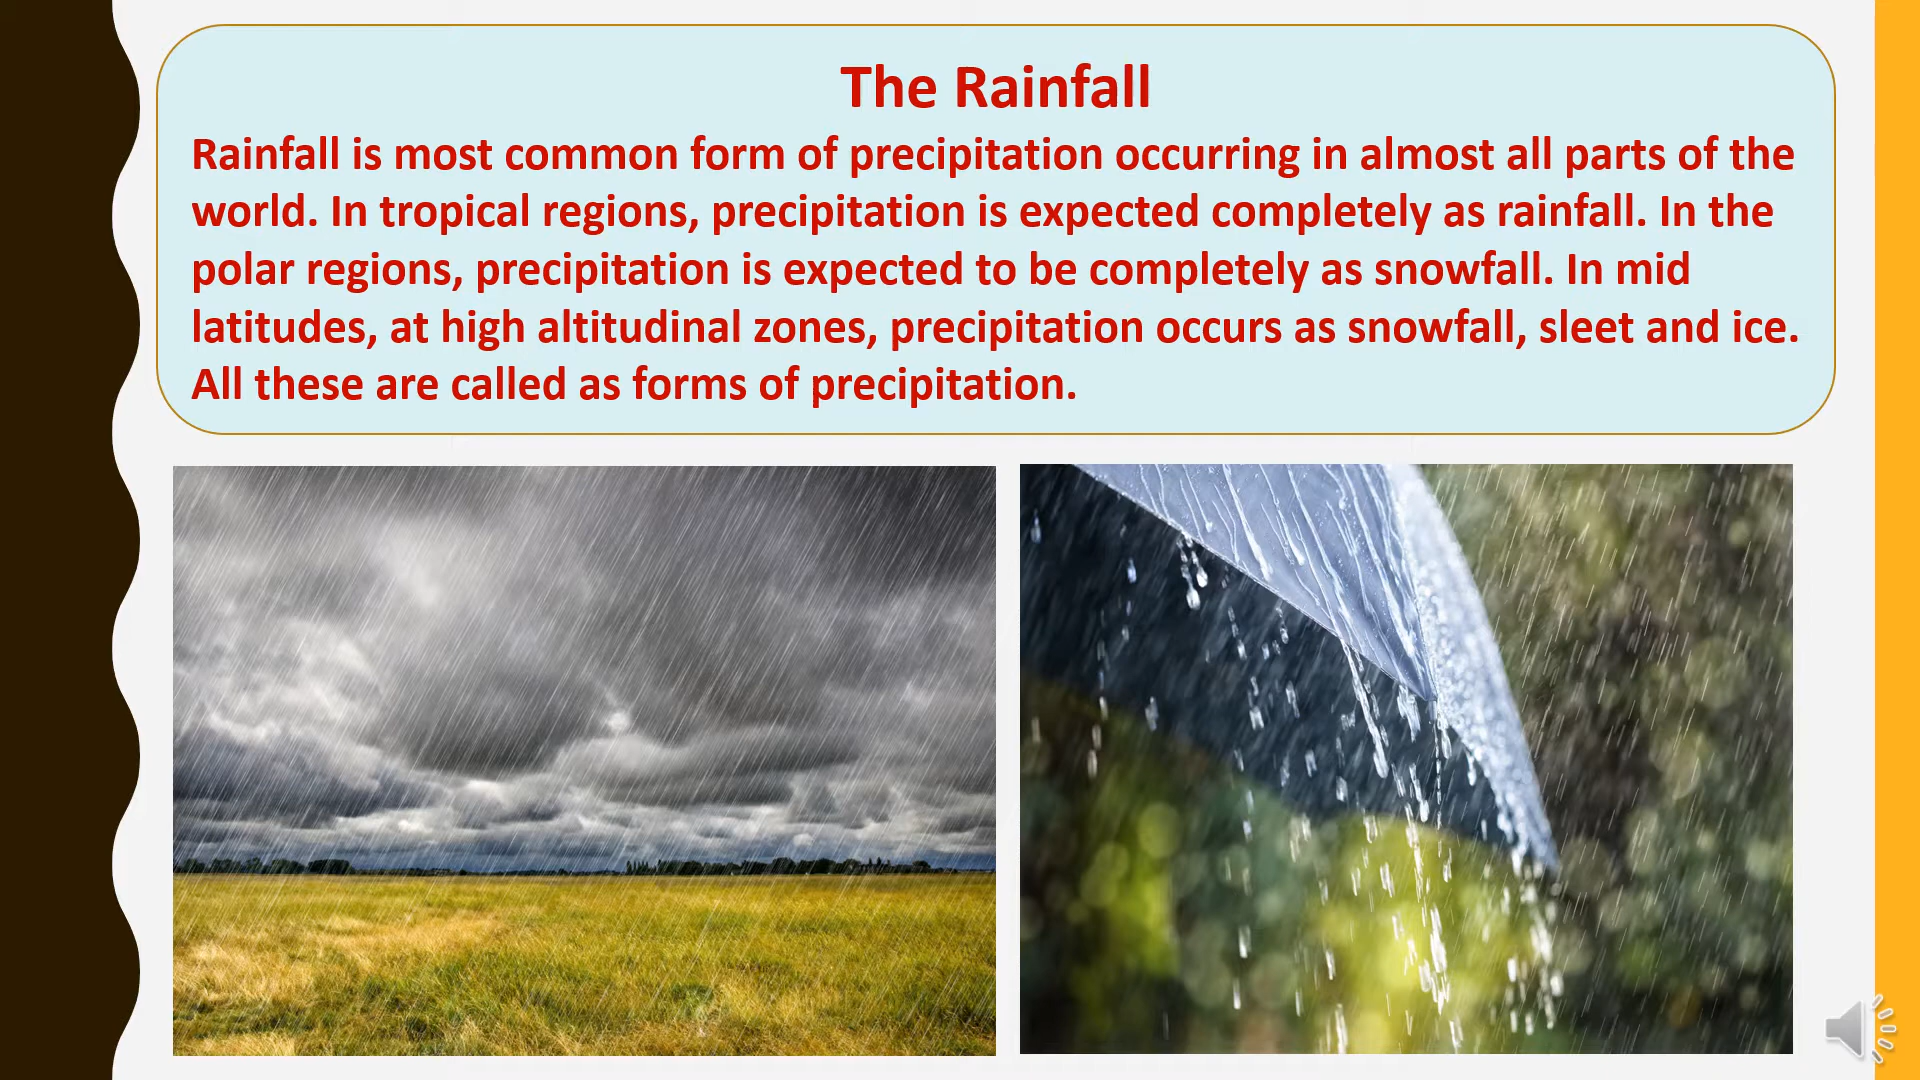 The Rainfall
Rainfall is most common form of precipitation occurring in almost all parts of the
world. In tropical regions, precipitation is expected completely as rainfall. In the
polar regions, precipitation is expected to be completely as snowfall. In mid
latitudes, at high altitudinal zones, precipitation occurs as snowfall, sleet and ice.
All these are called as forms of precipitation.